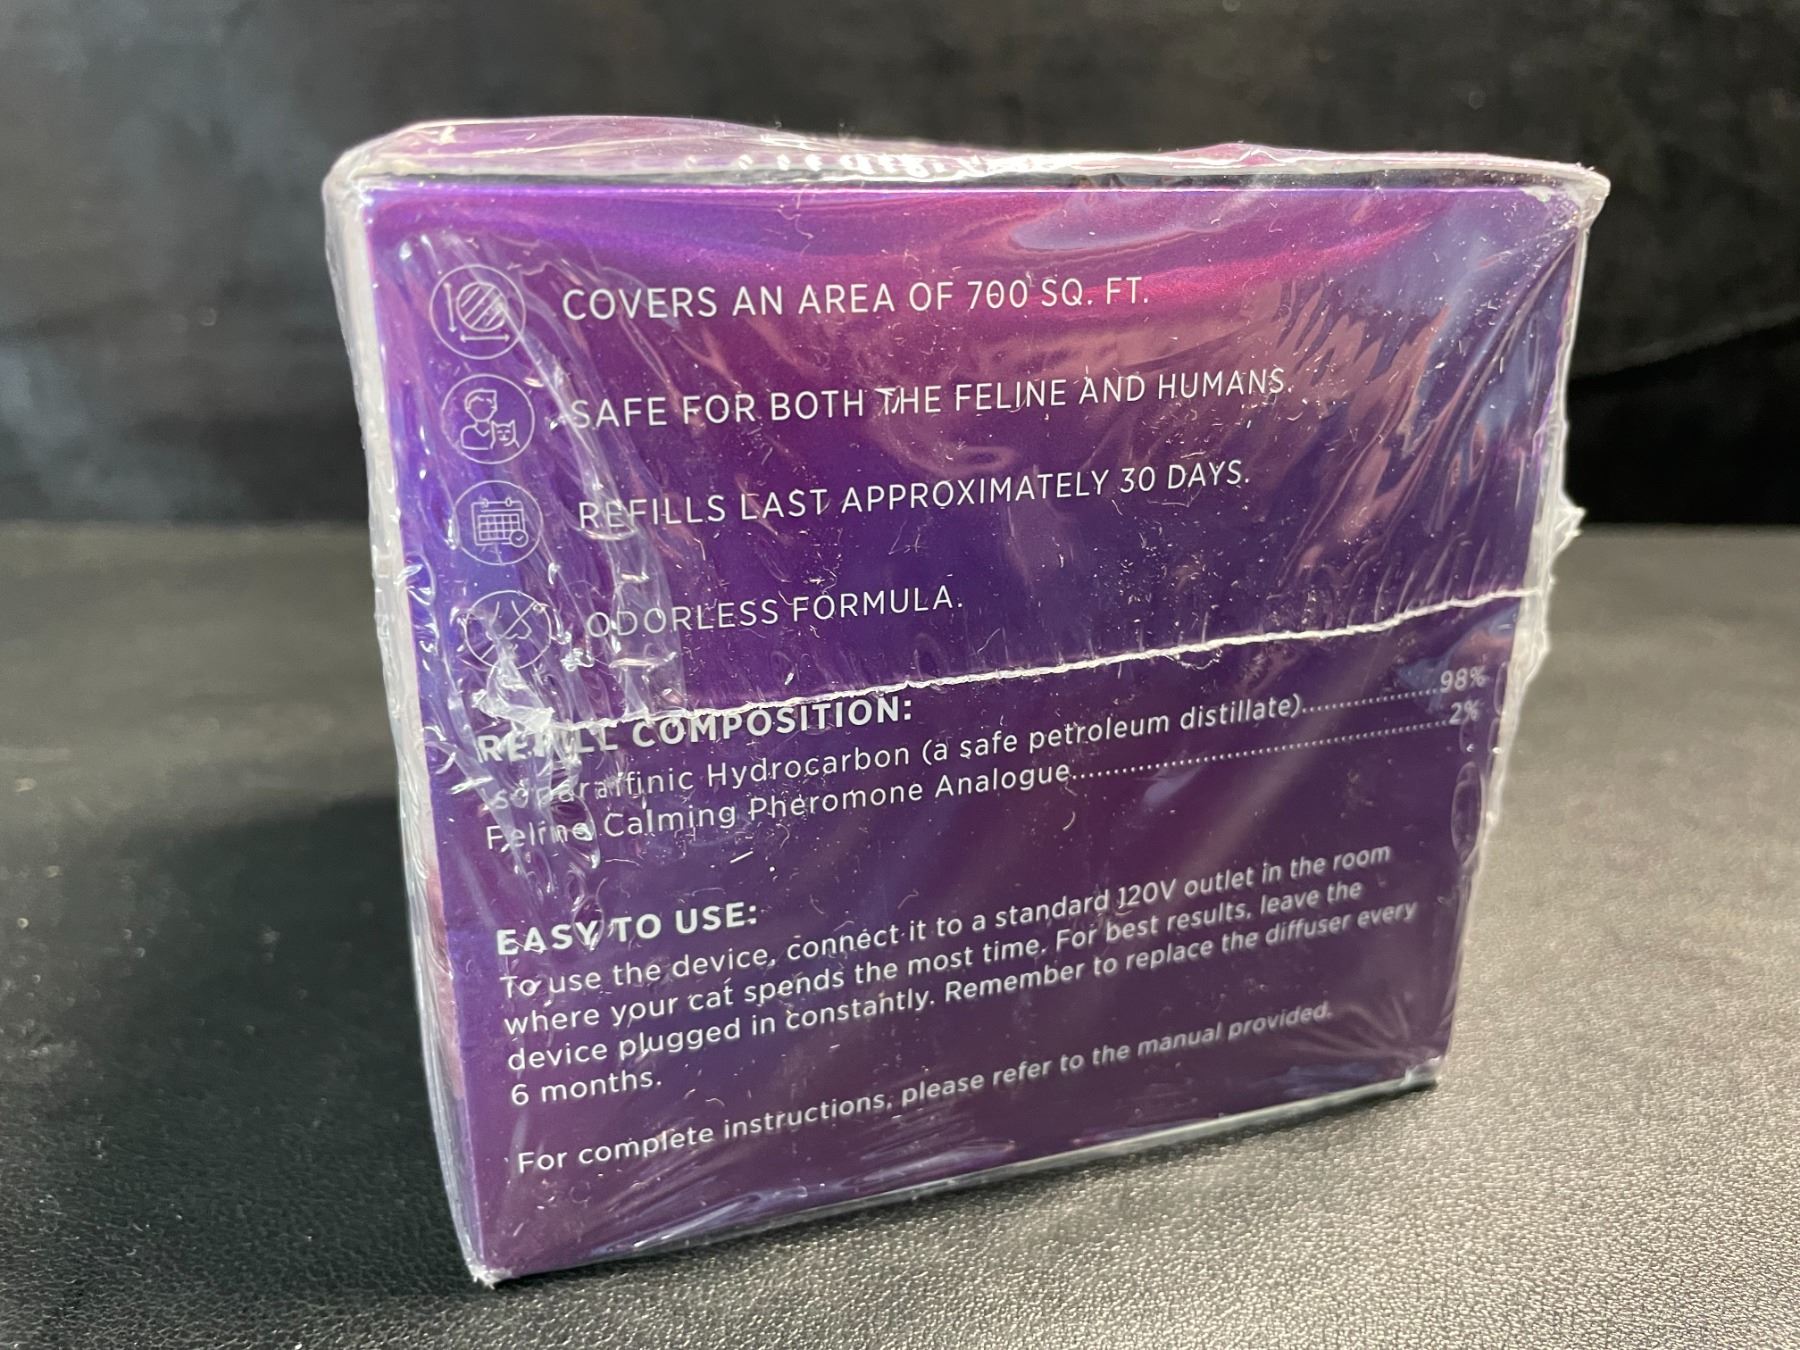 COVERS AN AREA OF 700 SQ. FT.
SAFE FOR BOTH THE FELINE AND HUMANS.
REFILLS LAST APPROXIMATELY 30 DAYS.
ODORLESS FORMULA.
REFILL COMPOSITION:
Isoparaffinic Hydrocarbon (a safe petroleum distillate)..................98%
Feline Calming Pheromone Analogue..................................................2%
EASY TO USE:
To use the device, connect it to a standard 120V outlet in the room
where your cat spends the most time. For best results, leave the
device plugged in constantly. Remember to replace the diffuser every
6 months.
For complete instructions, please refer to the manual provided.